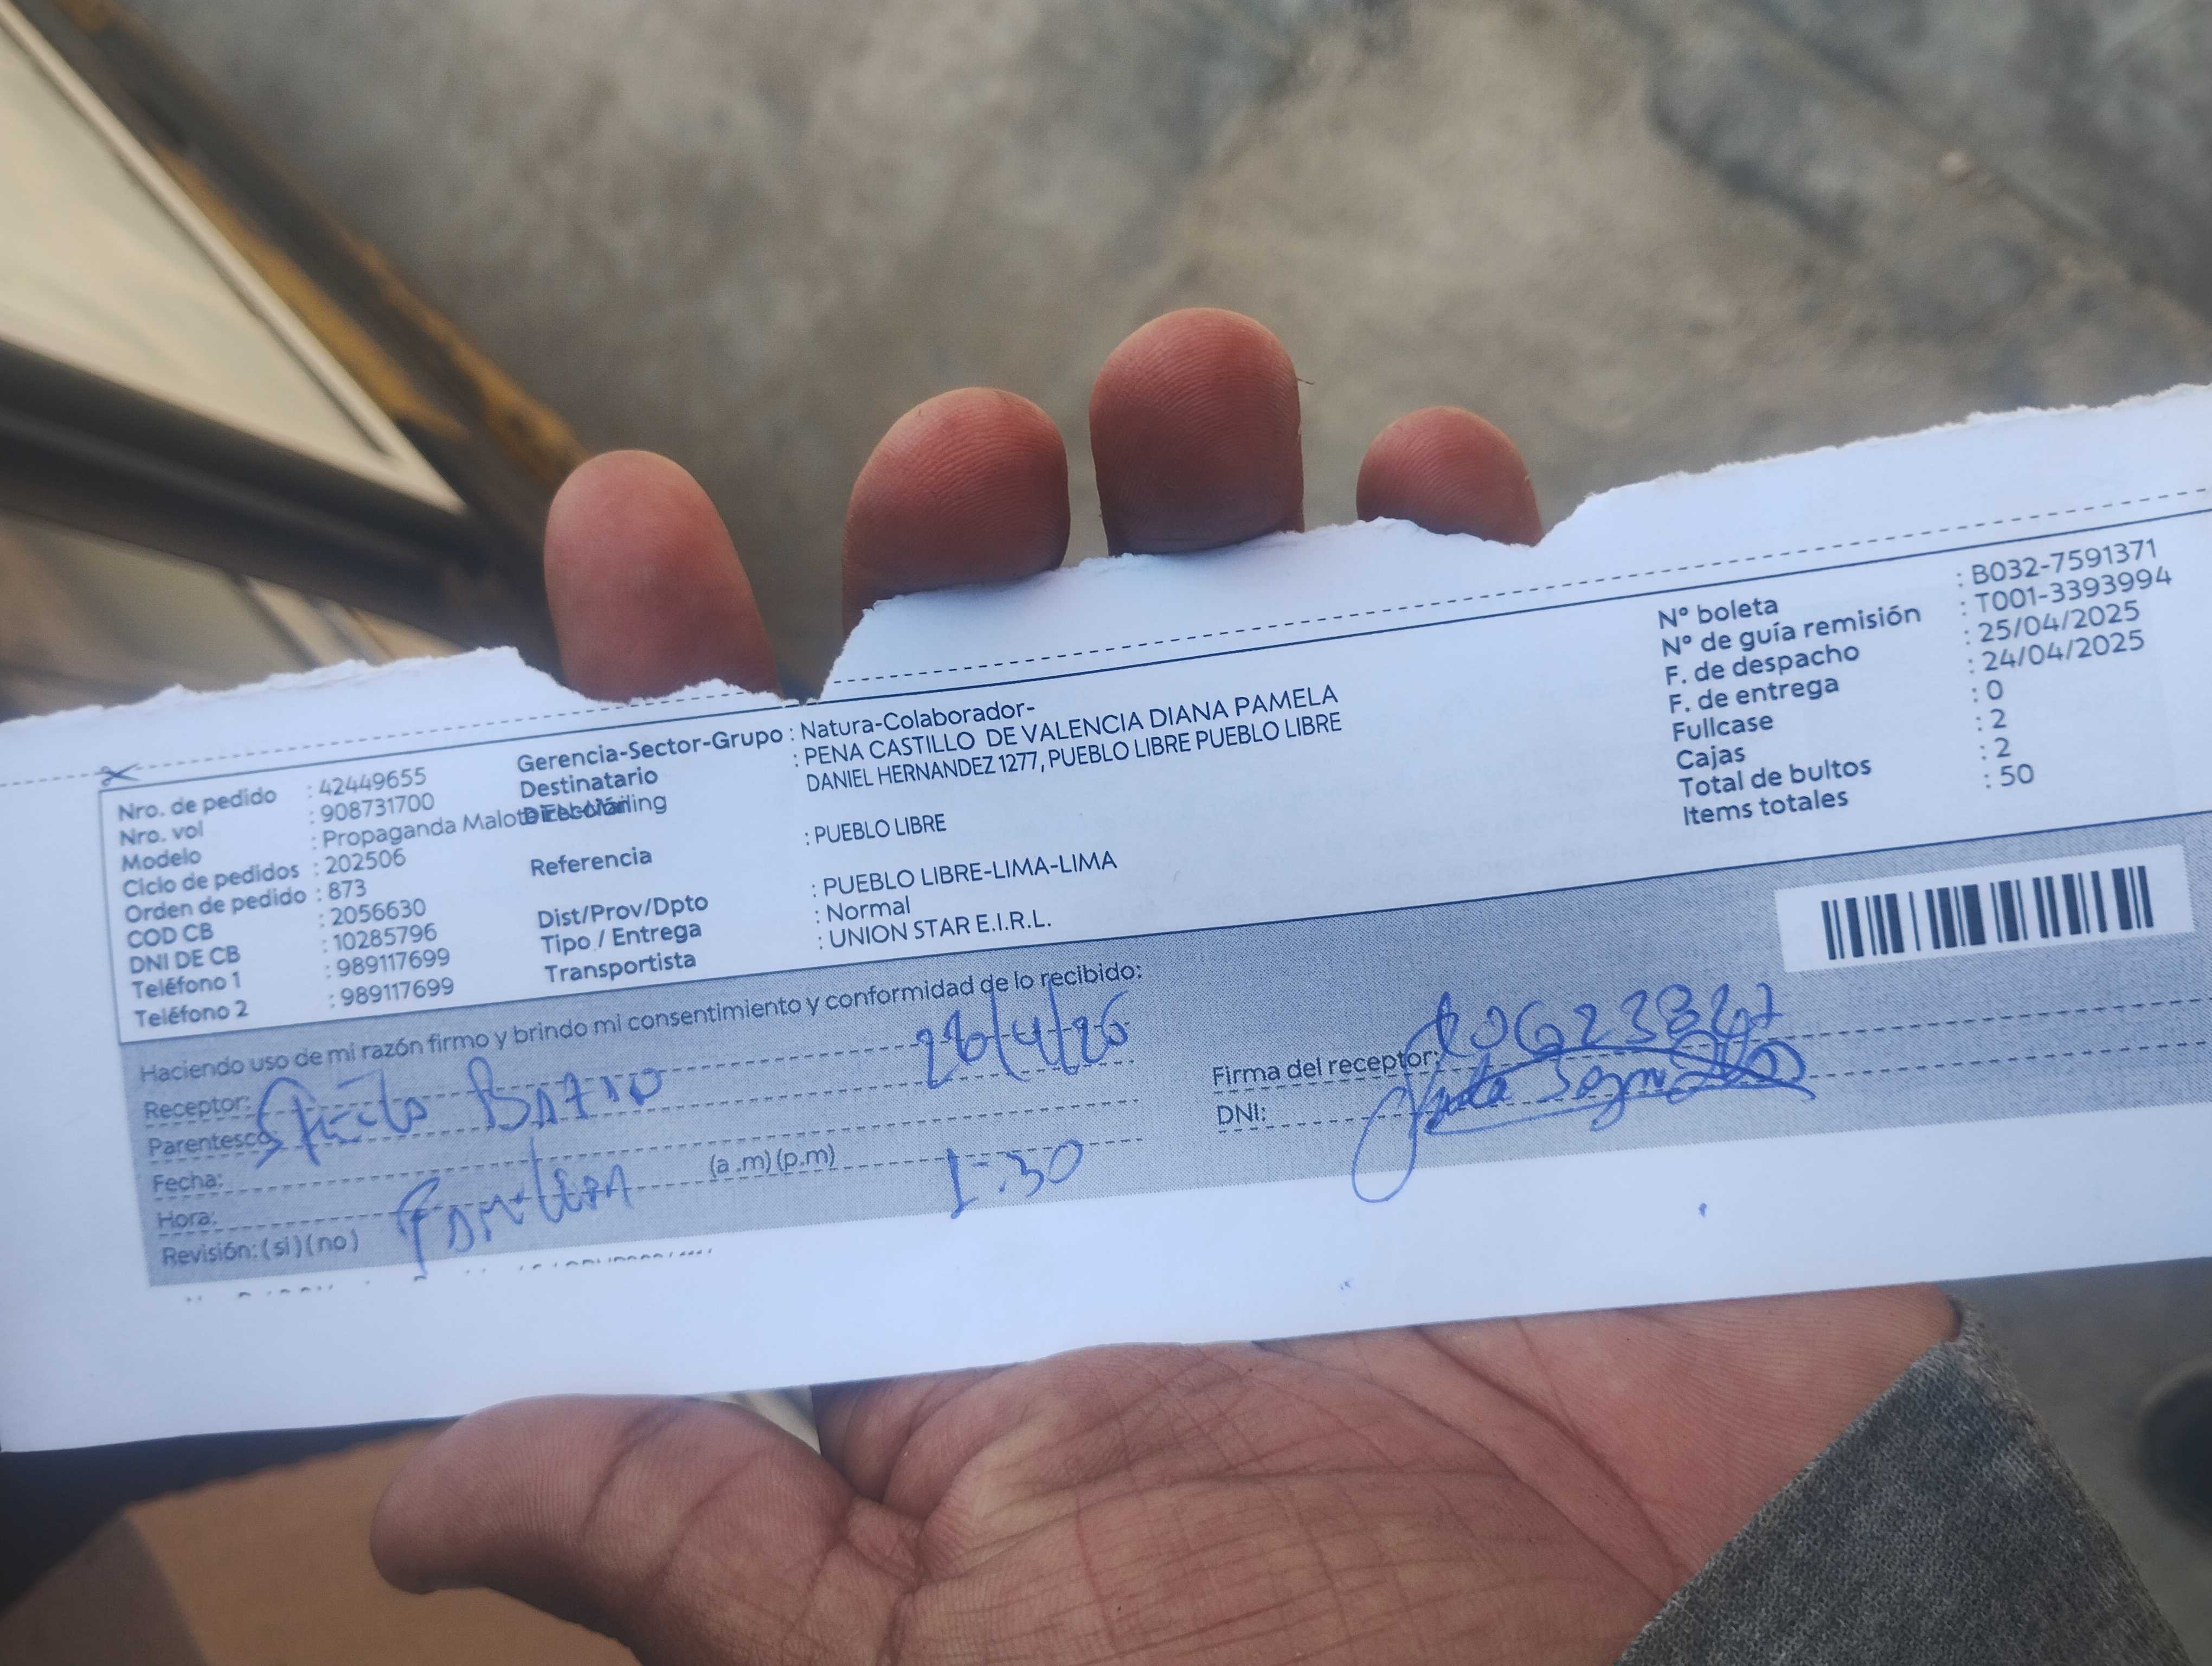 Nro. de pedido : 42449655
Nro. vol : 908731700
Modelo : Propaganda Malote
Ciclo de pedidos : 202506
Orden de pedido : 873
COD CB : 2056630
DNI DE CB : 10285796
Teléfono 1 : 989117699
Teléfono 2 : 989117699
Gerencia-Sector-Grupo : Natura-Colaborador-
Destinatario : PENA CASTILLO DE VALENCIA DIANA PAMELA
Dirección DANIEL HERNANDEZ 1277, PUEBLO LIBRE PUEBLO LIBRE
Referencia : PUEBLO LIBRE
Dist/Prov/Dpto : PUEBLO LIBRE-LIMA-LIMA
Tipo / Entrega : Normal
Transportista : UNION STAR E.I.R.L.
N° boleta : B032-7591371
N° de guía remisión : T001-3393994
F. de despacho : 25/04/2025
F. de entrega : 24/04/2025
Fullcase : 0
Cajas : 2
Total de bultos : 2
Items totales : 50
Haciendo uso de mi razón firmo y brindo mi consentimiento y conformidad de lo recibido:
Receptor:
Parentesco
Fecha:
Hora: (a .m) (p.m) 1:30
Revisión: ( si ) ( no )
Firma del receptor:
DNI: